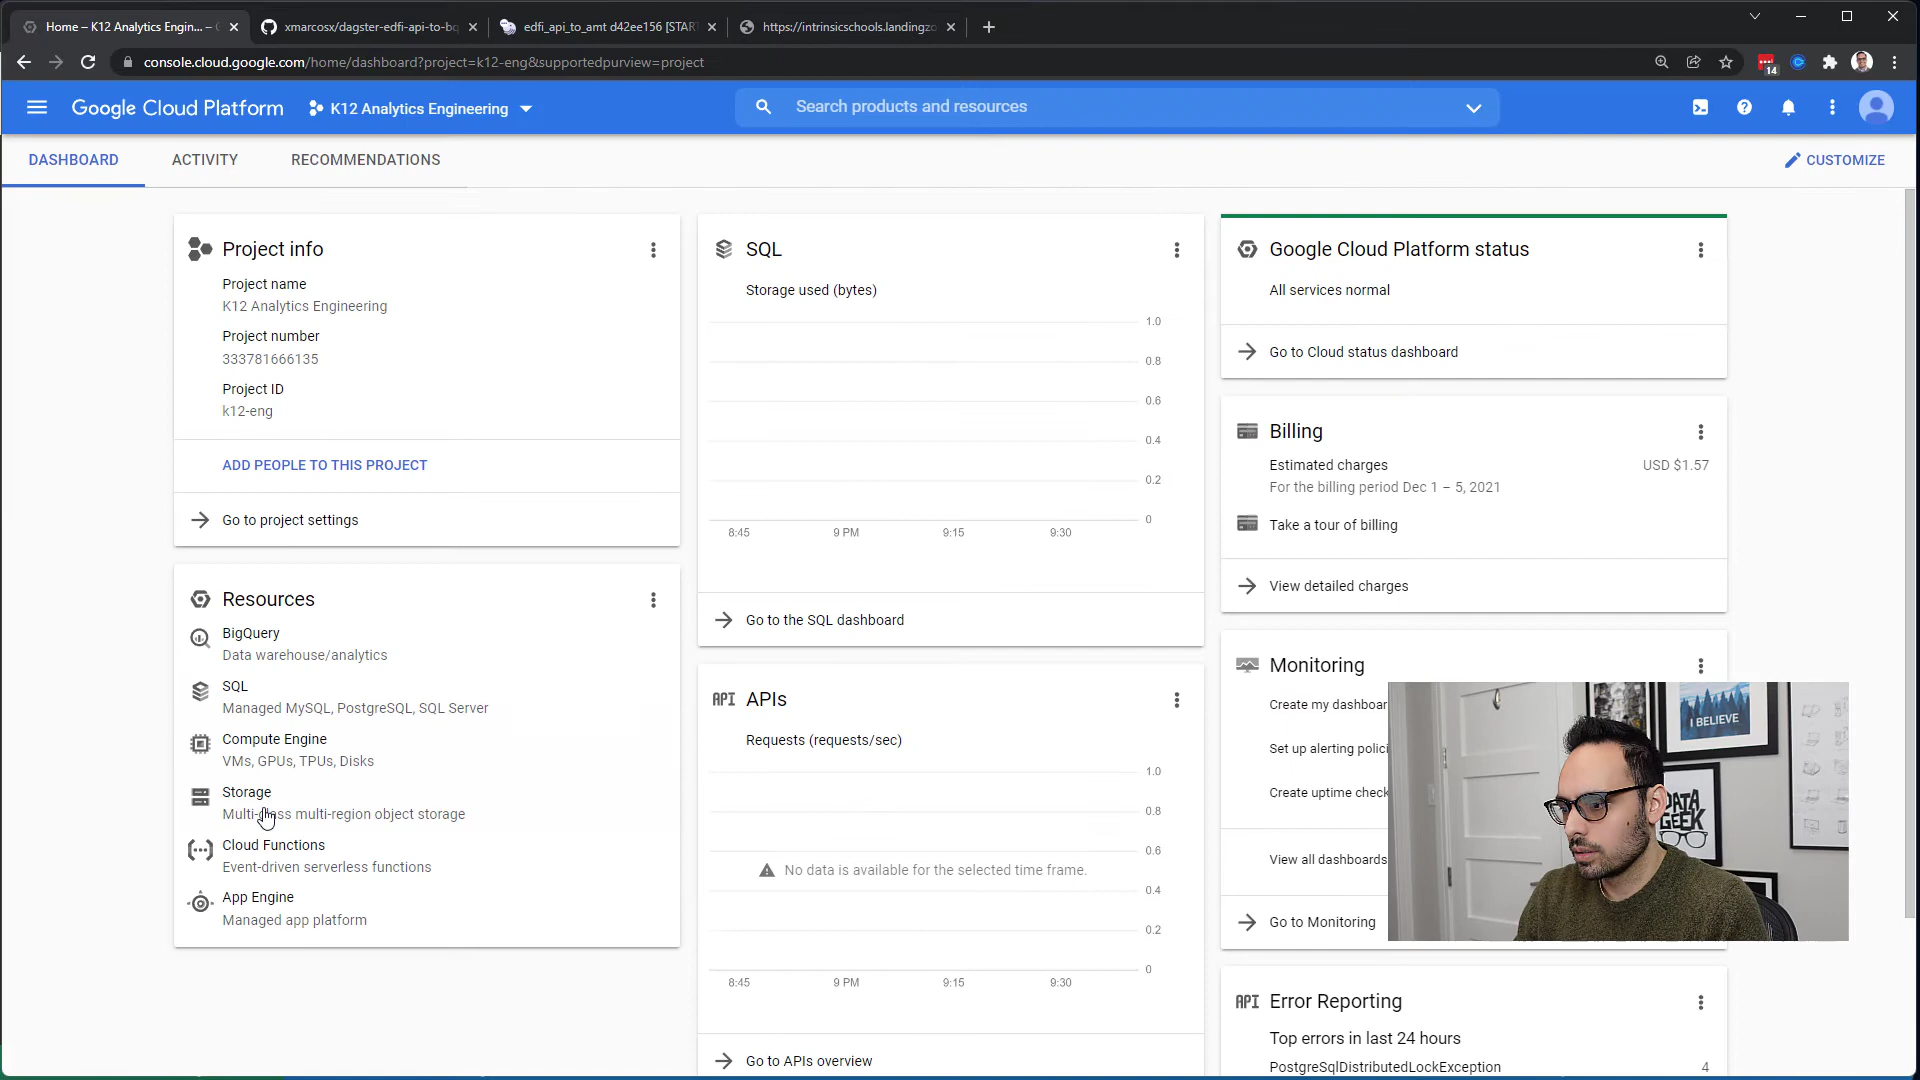 Home – K12 Analytics Engin... –
xmarcosx/dagster-edfi-api-to-bq
edfi_api_to_amt d42ee156 [STAR
https://intrinsicschools.landingzo
console.cloud.google.com/home/dashboard?project=k12-eng&supportedpurview=project
14
Google Cloud Platform
K12 Analytics Engineering
Search products and resources
DASHBOARD
ACTIVITY
RECOMMENDATIONS
CUSTOMIZE
Project info
Project name
K12 Analytics Engineering
Project number
333781666135
Project ID
k12-eng
ADD PEOPLE TO THIS PROJECT
Go to project settings
Resources
BigQuery
Data warehouse/analytics
SQL
Managed MySQL, PostgreSQL, SQL Server
Compute Engine
VMs, GPUs, TPUs, Disks
Storage
Multi-class multi-region object storage
Cloud Functions
Event-driven serverless functions
App Engine
Managed app platform
SQL
Storage used (bytes)
1.0
0.8
0.6
0.4
0.2
0
8:45
9 PM
9:15
9:30
Go to the SQL dashboard
API APIs
Requests (requests/sec)
1.0
0.8
0.6
No data is available for the selected time frame.
0.4
0.2
0
8:45
9 PM
9:15
9:30
Go to APIs overview
Google Cloud Platform status
All services normal
Go to Cloud status dashboard
Billing
Estimated charges
USD $1.57
For the billing period Dec 1 – 5, 2021
Take a tour of billing
View detailed charges
Monitoring
Create my dashboar
Set up alerting polici
Create uptime check
View all dashboards
Go to Monitoring
I BELIEVE
DATA
GEEK
API Error Reporting
Top errors in last 24 hours
PostgreSqlDistributedLockException
4